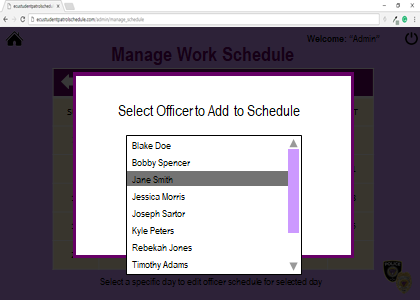 ecustudentpatrolschedule.c
ecustudentpatrolschedule.com/admin/manage_schedule
Welcome, "Admin"
Manage Work Schedule
Select Officer to Add to Schedule
S
T
Blake Doe
Bobby Spencer
Jane Smith
Jessica Morris
Joseph Sartor
Kyle Peters
Rebekah Jones
Timothy Adams
Select a specific day to edit officer schedule for selected day